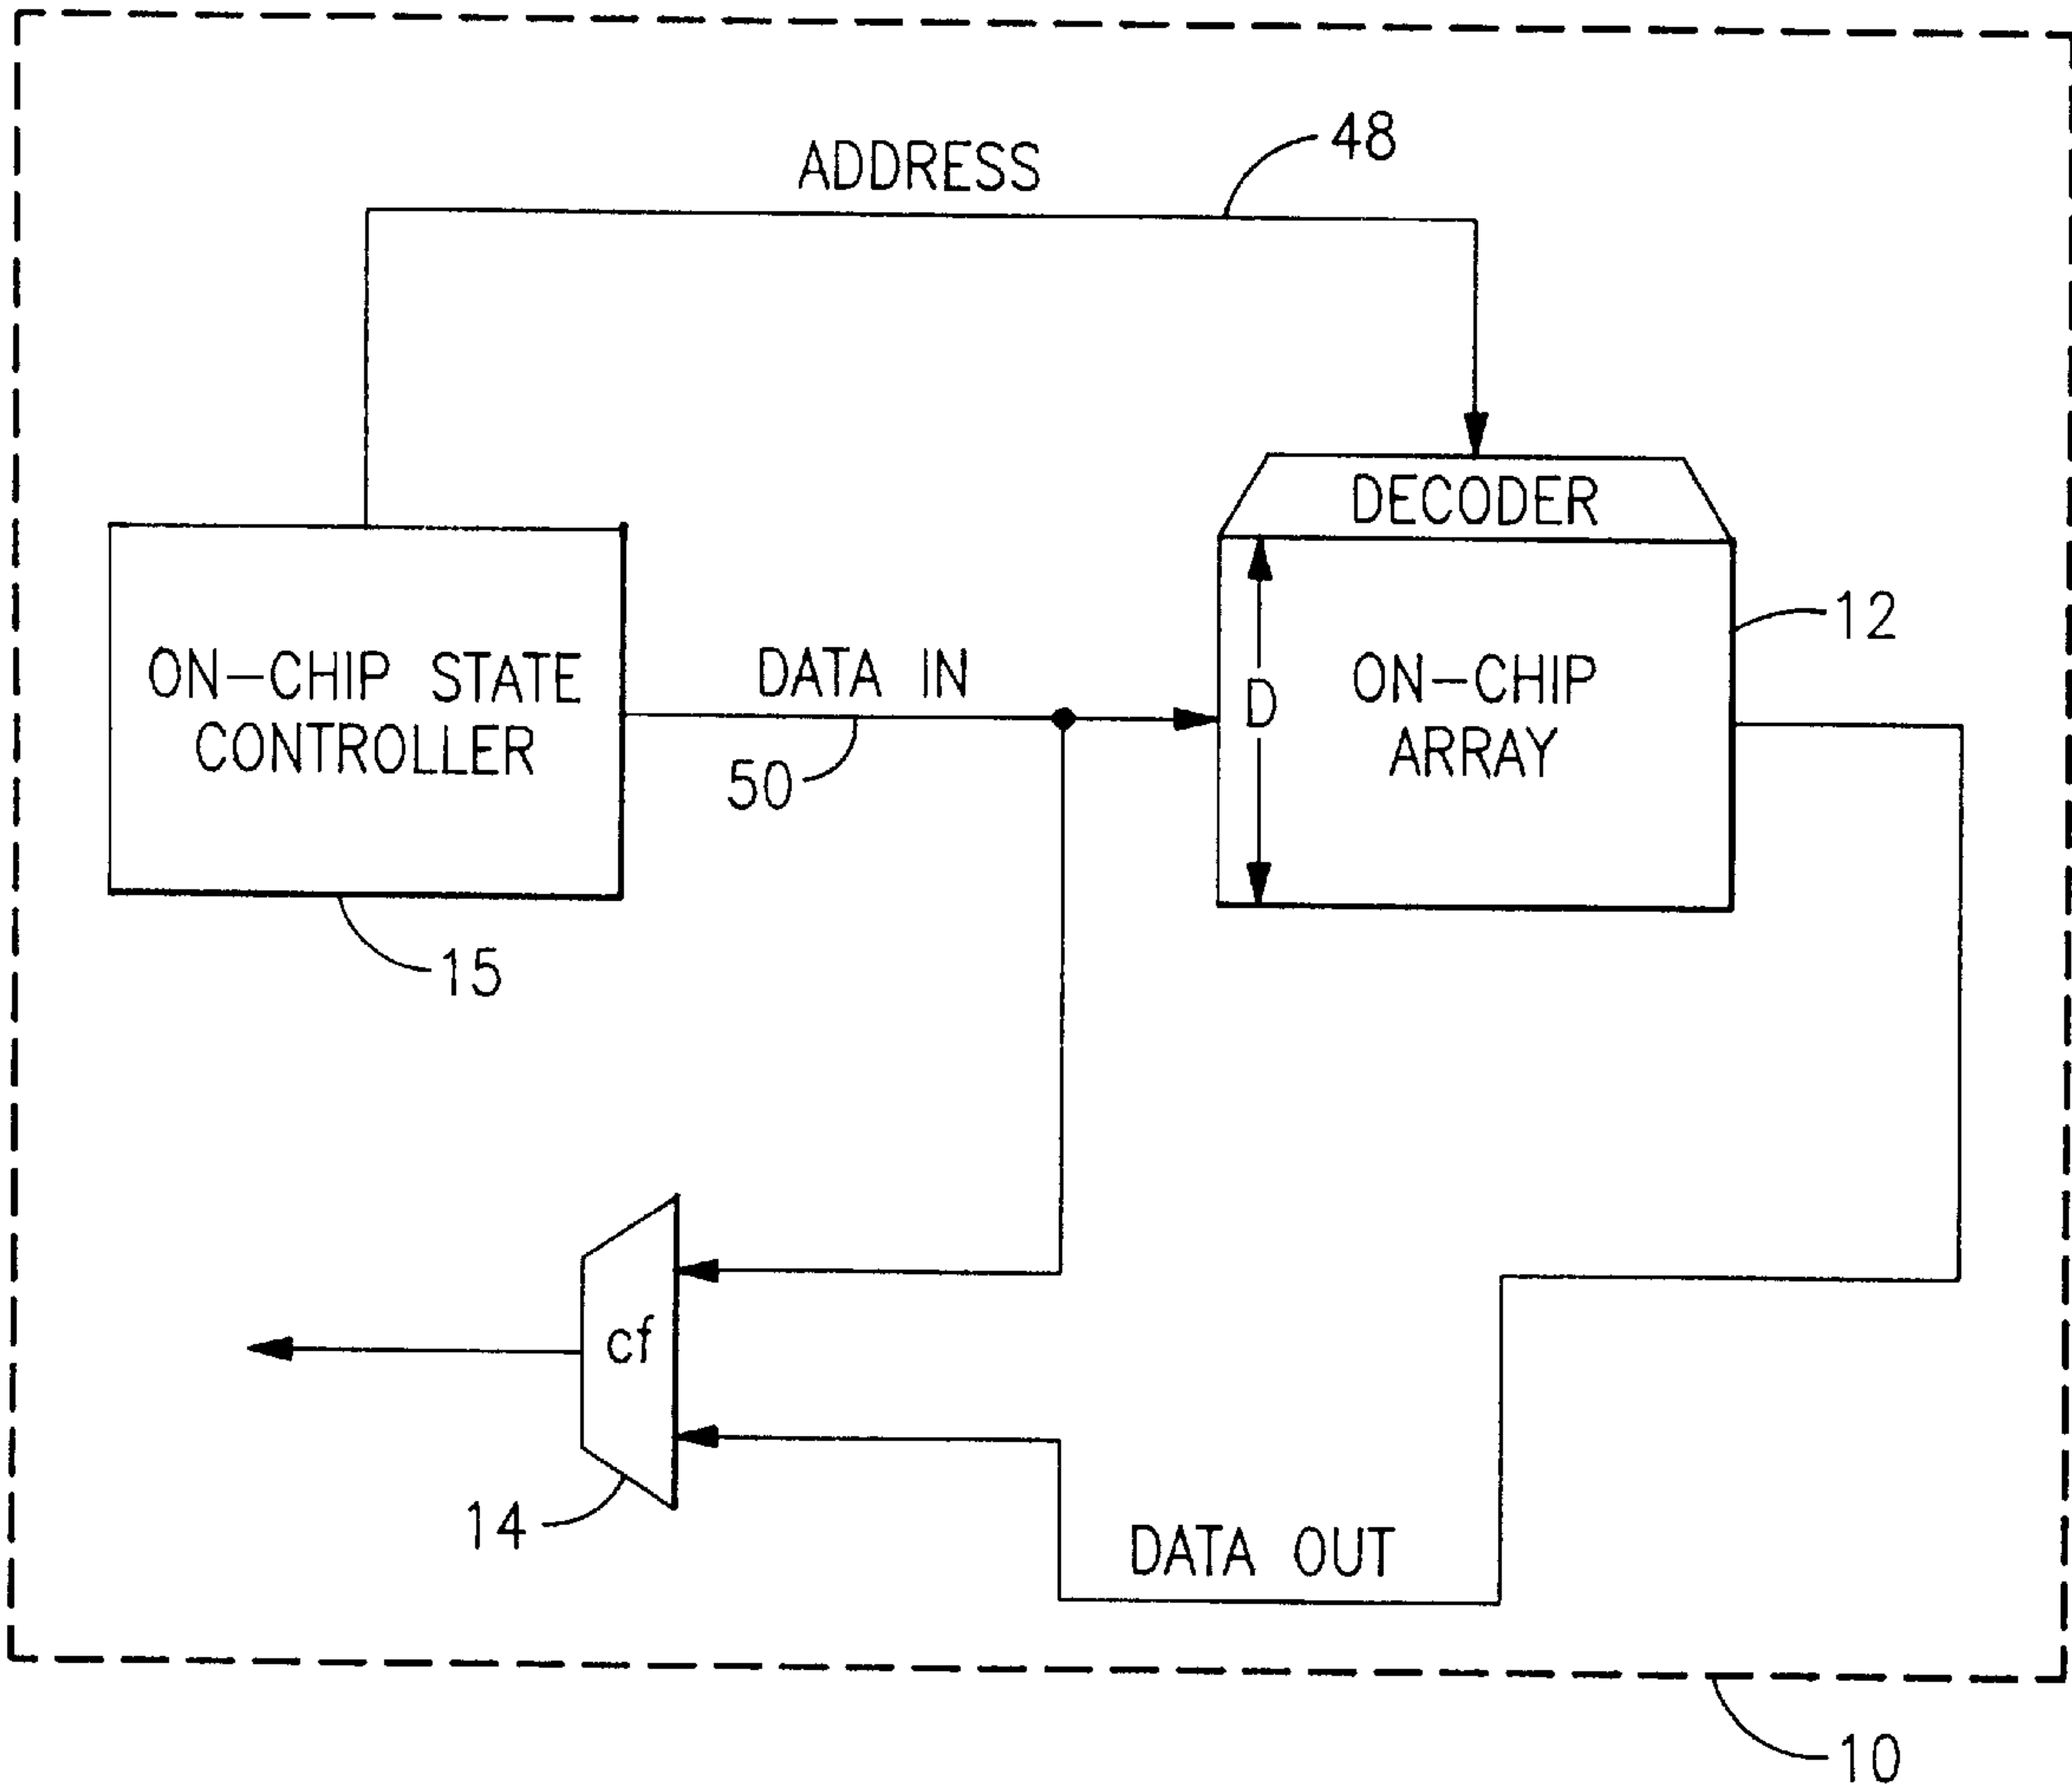 48
ADDRESS
DECODER
12
ON-CHIP STATE
CONTROLLER
DATA IN
50
D
ON-CHIP
ARRAY
15
cf
14
DATA OUT
10